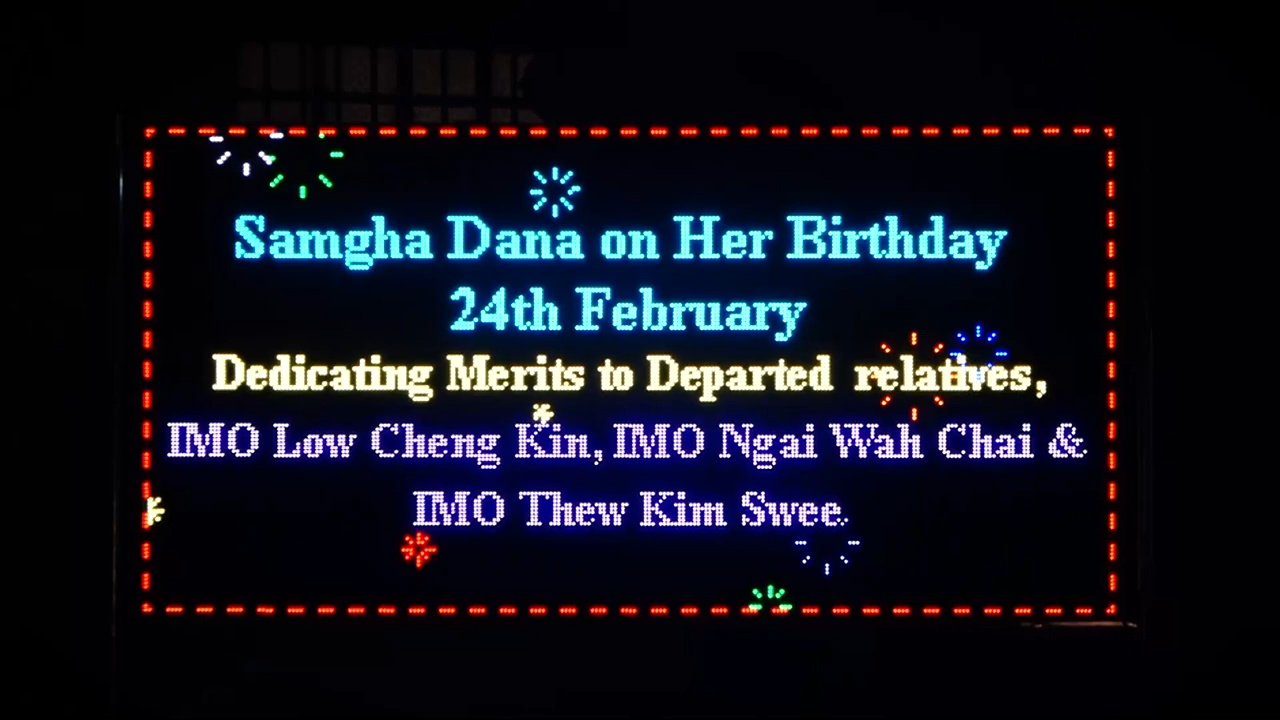 Samgha Dana on Her Birthday
24th February
Dedicating Merits to Departed relatives,
IMO Low Cheng Kin, IMO Ngai Wah Chai &
IMO Thew Kim Swee.